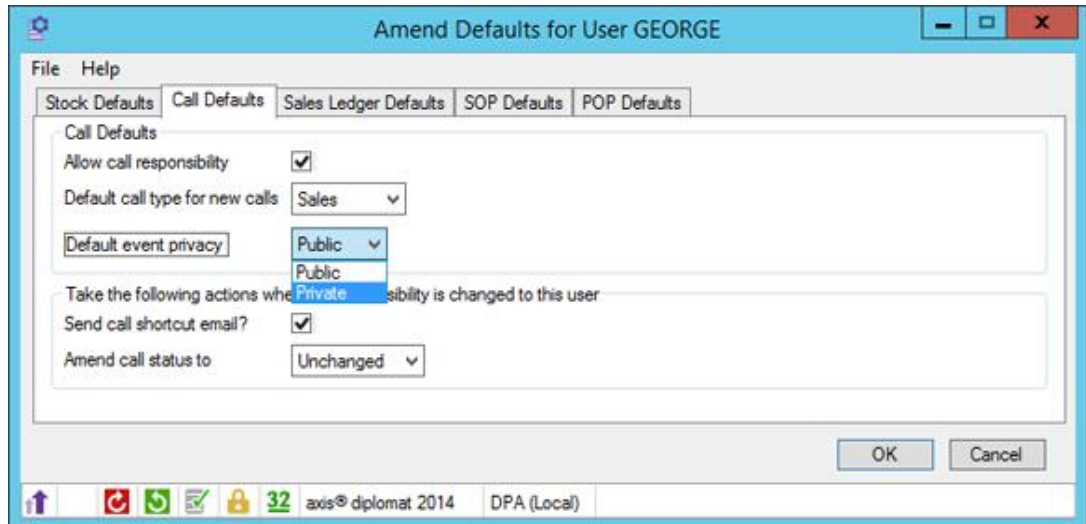 Amend Defaults for User GEORGE
File Help
Stock Defaults Call Defaults Sales Ledger Defaults SOP Defaults POP Defaults
Call Defaults
Allow call responsibility
Default call type for new calls Sales
Default event privacy Public
Public
Private
Take the following actions whe sibility is changed to this user
Send call shortcut email?
Amend call status to Unchanged
OK Cancel
32 axis® diplomat 2014 DPA (Local)